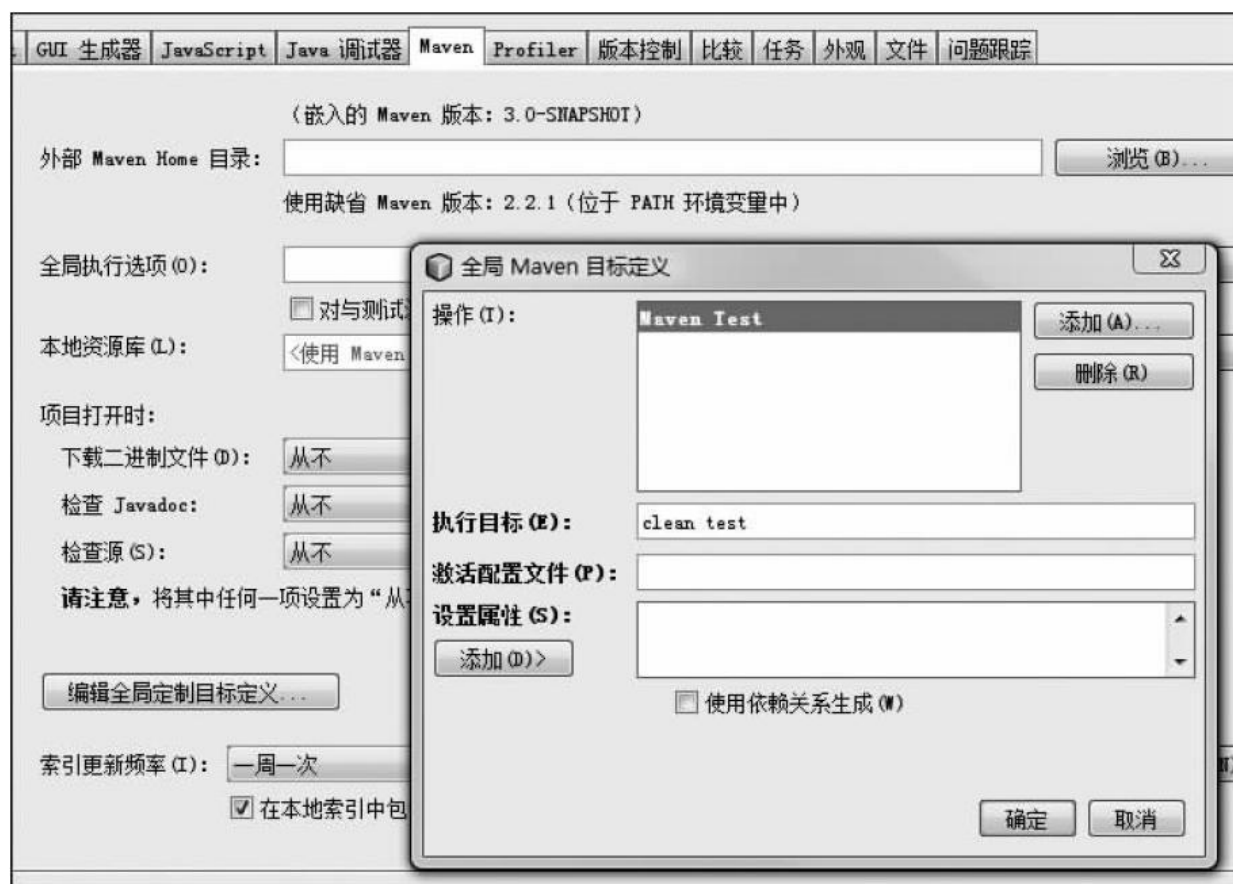 GUI 生成器 JavaScript Java 调试器 Maven Profiler 版本控制 比较 任务 外观 文件 问题跟踪
(嵌入的 Maven 版本: 3.0-SNAPSHOT)
外部 Maven Home 目录: 浏览(B)...
使用缺省 Maven 版本: 2.2.1(位于 PATH 环境变量中)
全局执行选项(O):
对与测试
本地资源库(L): <使用 Maven
项目打开时:
下载二进制文件(D): 从不
检查 Javadoc: 从不
检查源(S): 从不
请注意,将其中任何一项设置为“从
编辑全局定制目标定义...
索引更新频率(I): 一周一次
在本地索引中包
全局 Maven 目标定义
操作(I): Maven Test 添加(A)...
删除(R)
执行目标(E): clean test
激活配置文件(P):
设置属性(S):
添加(D)>
使用依赖关系生成(W)
确定 取消